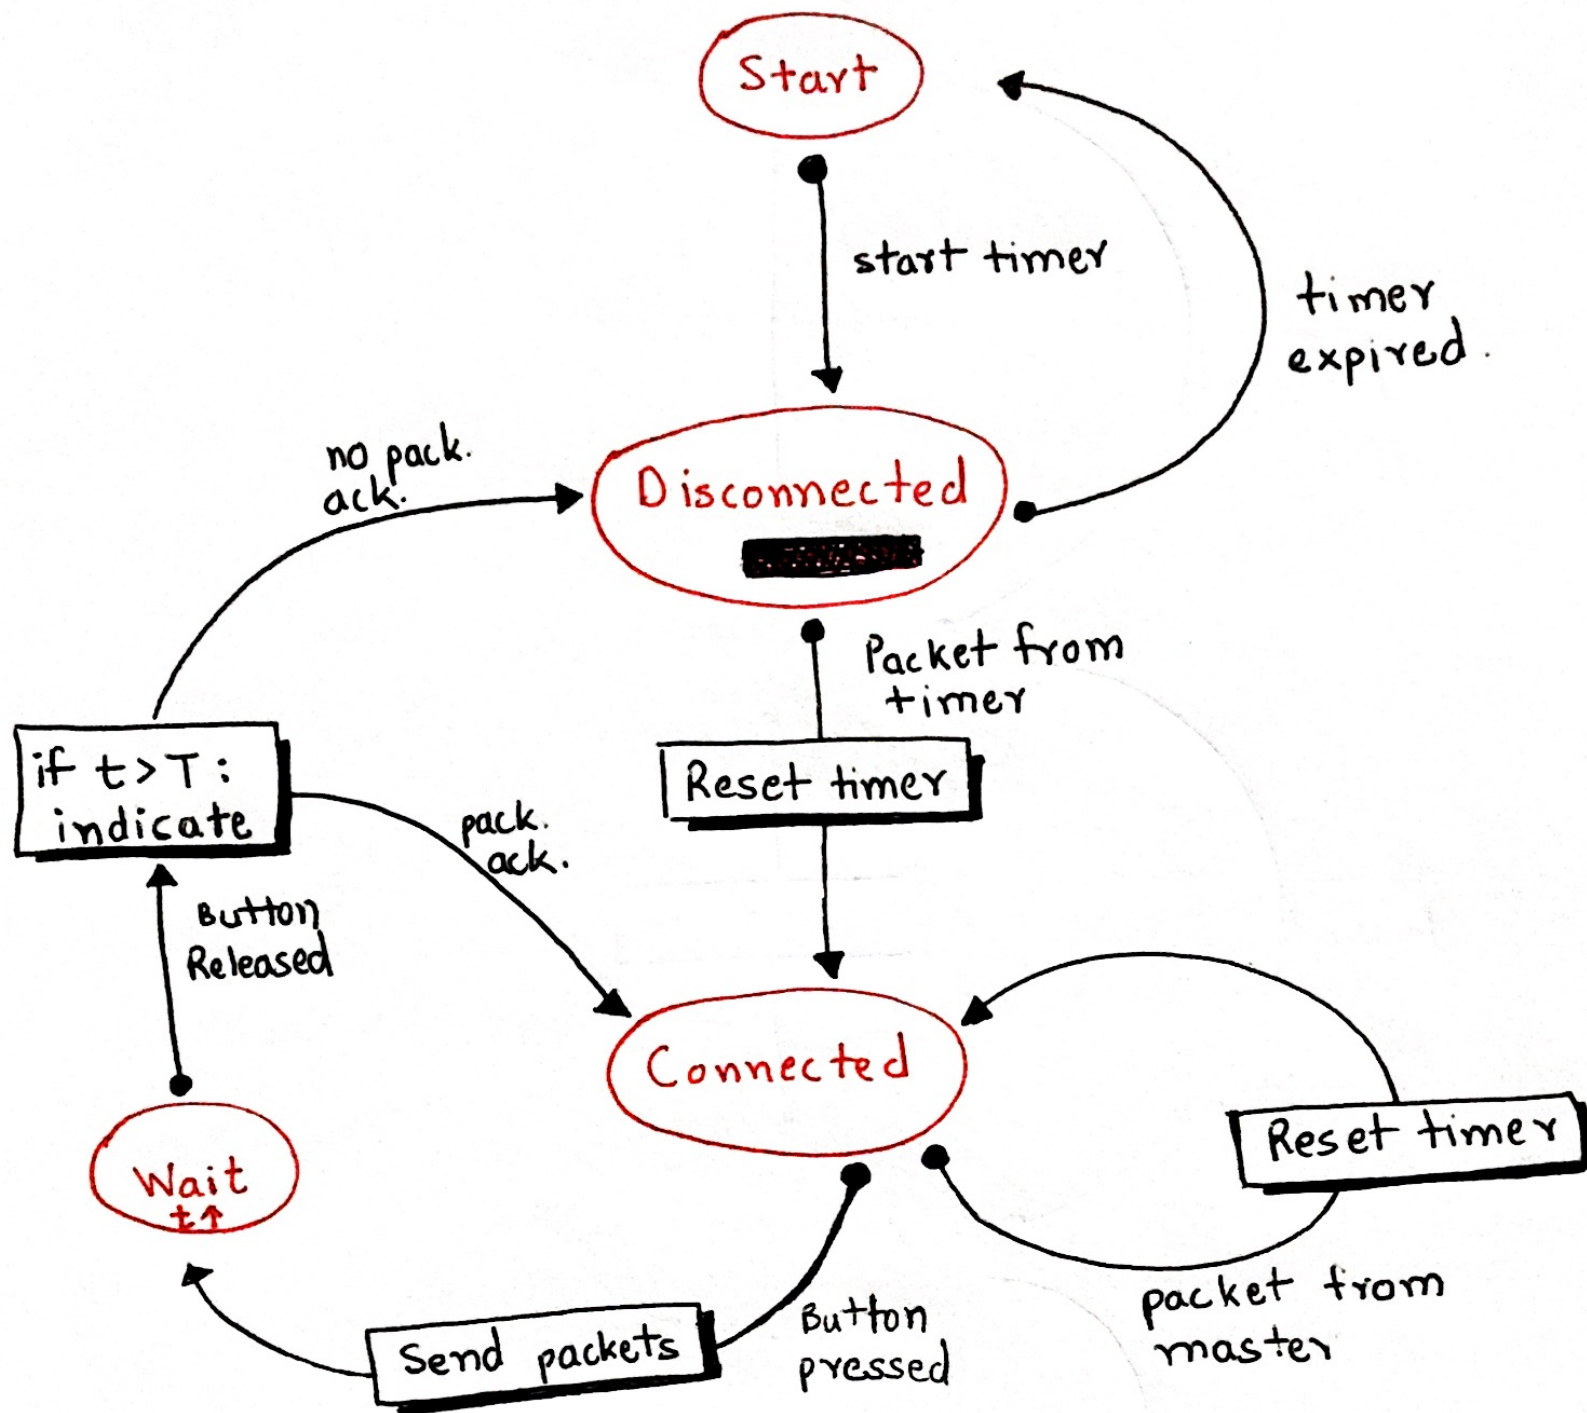 Start
start timer
timer
expired.
no pack.
ack.
Disconnected
Packet from
timer
if t>T:
indicate
Reset timer
pack.
ack.
Button
Released
Connected
Reset timer
Wait
t↑
Send packets
Button
pressed
packet from
master